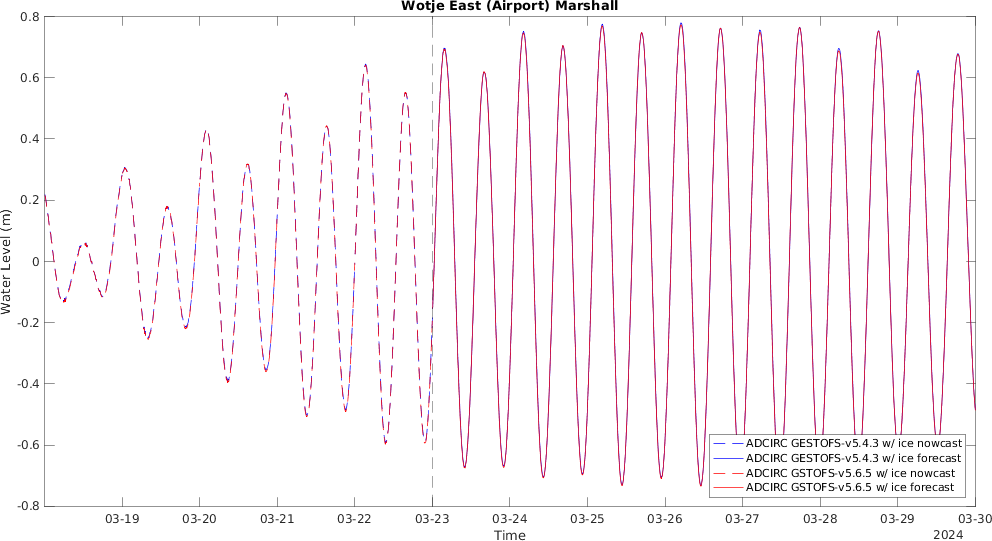 Wotje East (Airport) Marshall
Water Level (m)
0.8
0.6
0.4
0.2
0
-0.2
-0.4
-0.6
-0.8
ADCIRC GESTOFS-v5.4.3 w/ ice nowcast
ADCIRC GESTOFS-v5.4.3 w/ ice forecast
ADCIRC GSTOFS-v5.6.5 w/ ice nowcast
ADCIRC GSTOFS-v5.6.5 w/ ice forecast
03-19 03-20 03-21 03-22 03-23 03-24 03-25 03-26 03-27 03-28 03-29 03-30
Time
2024